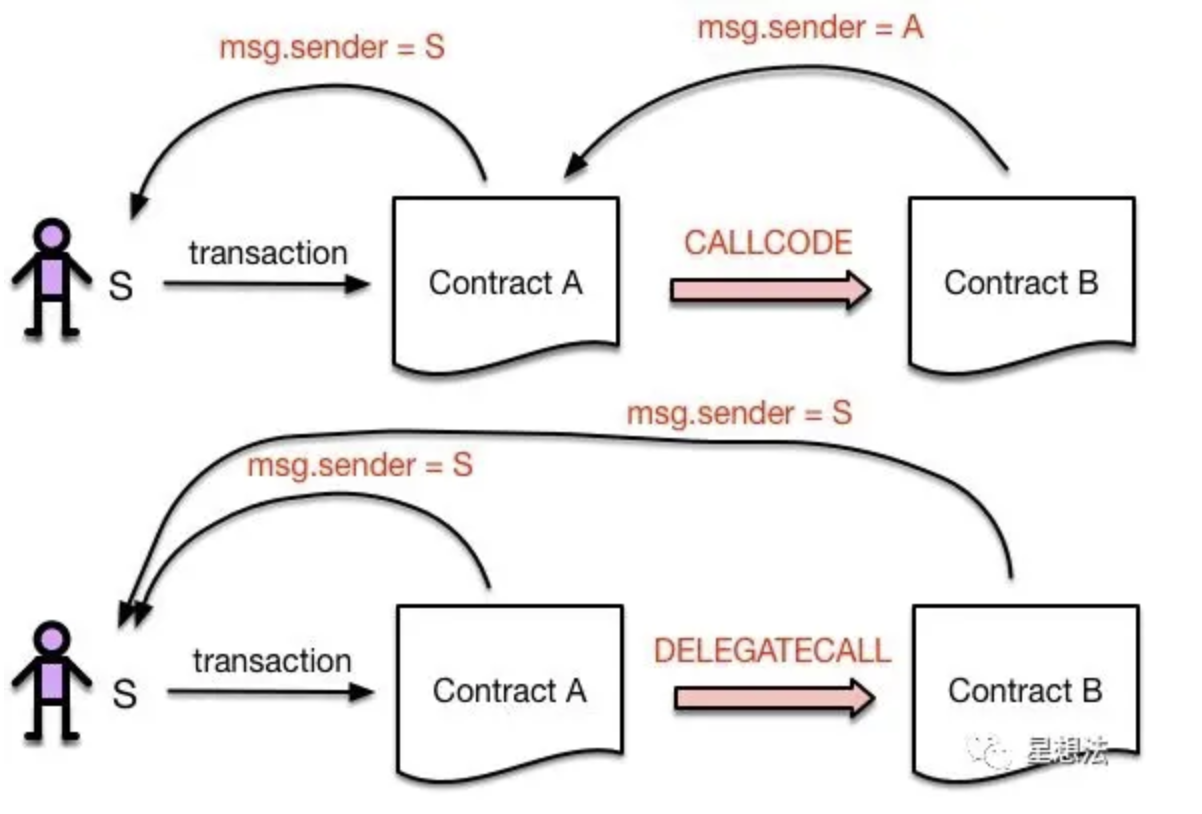 msg.sender = S
msg.sender = A
S
transaction
Contract A
CALLCODE
Contract B
msg.sender = S
msg.sender = S
S
transaction
Contract A
DELEGATECALL
Contract B
星想法